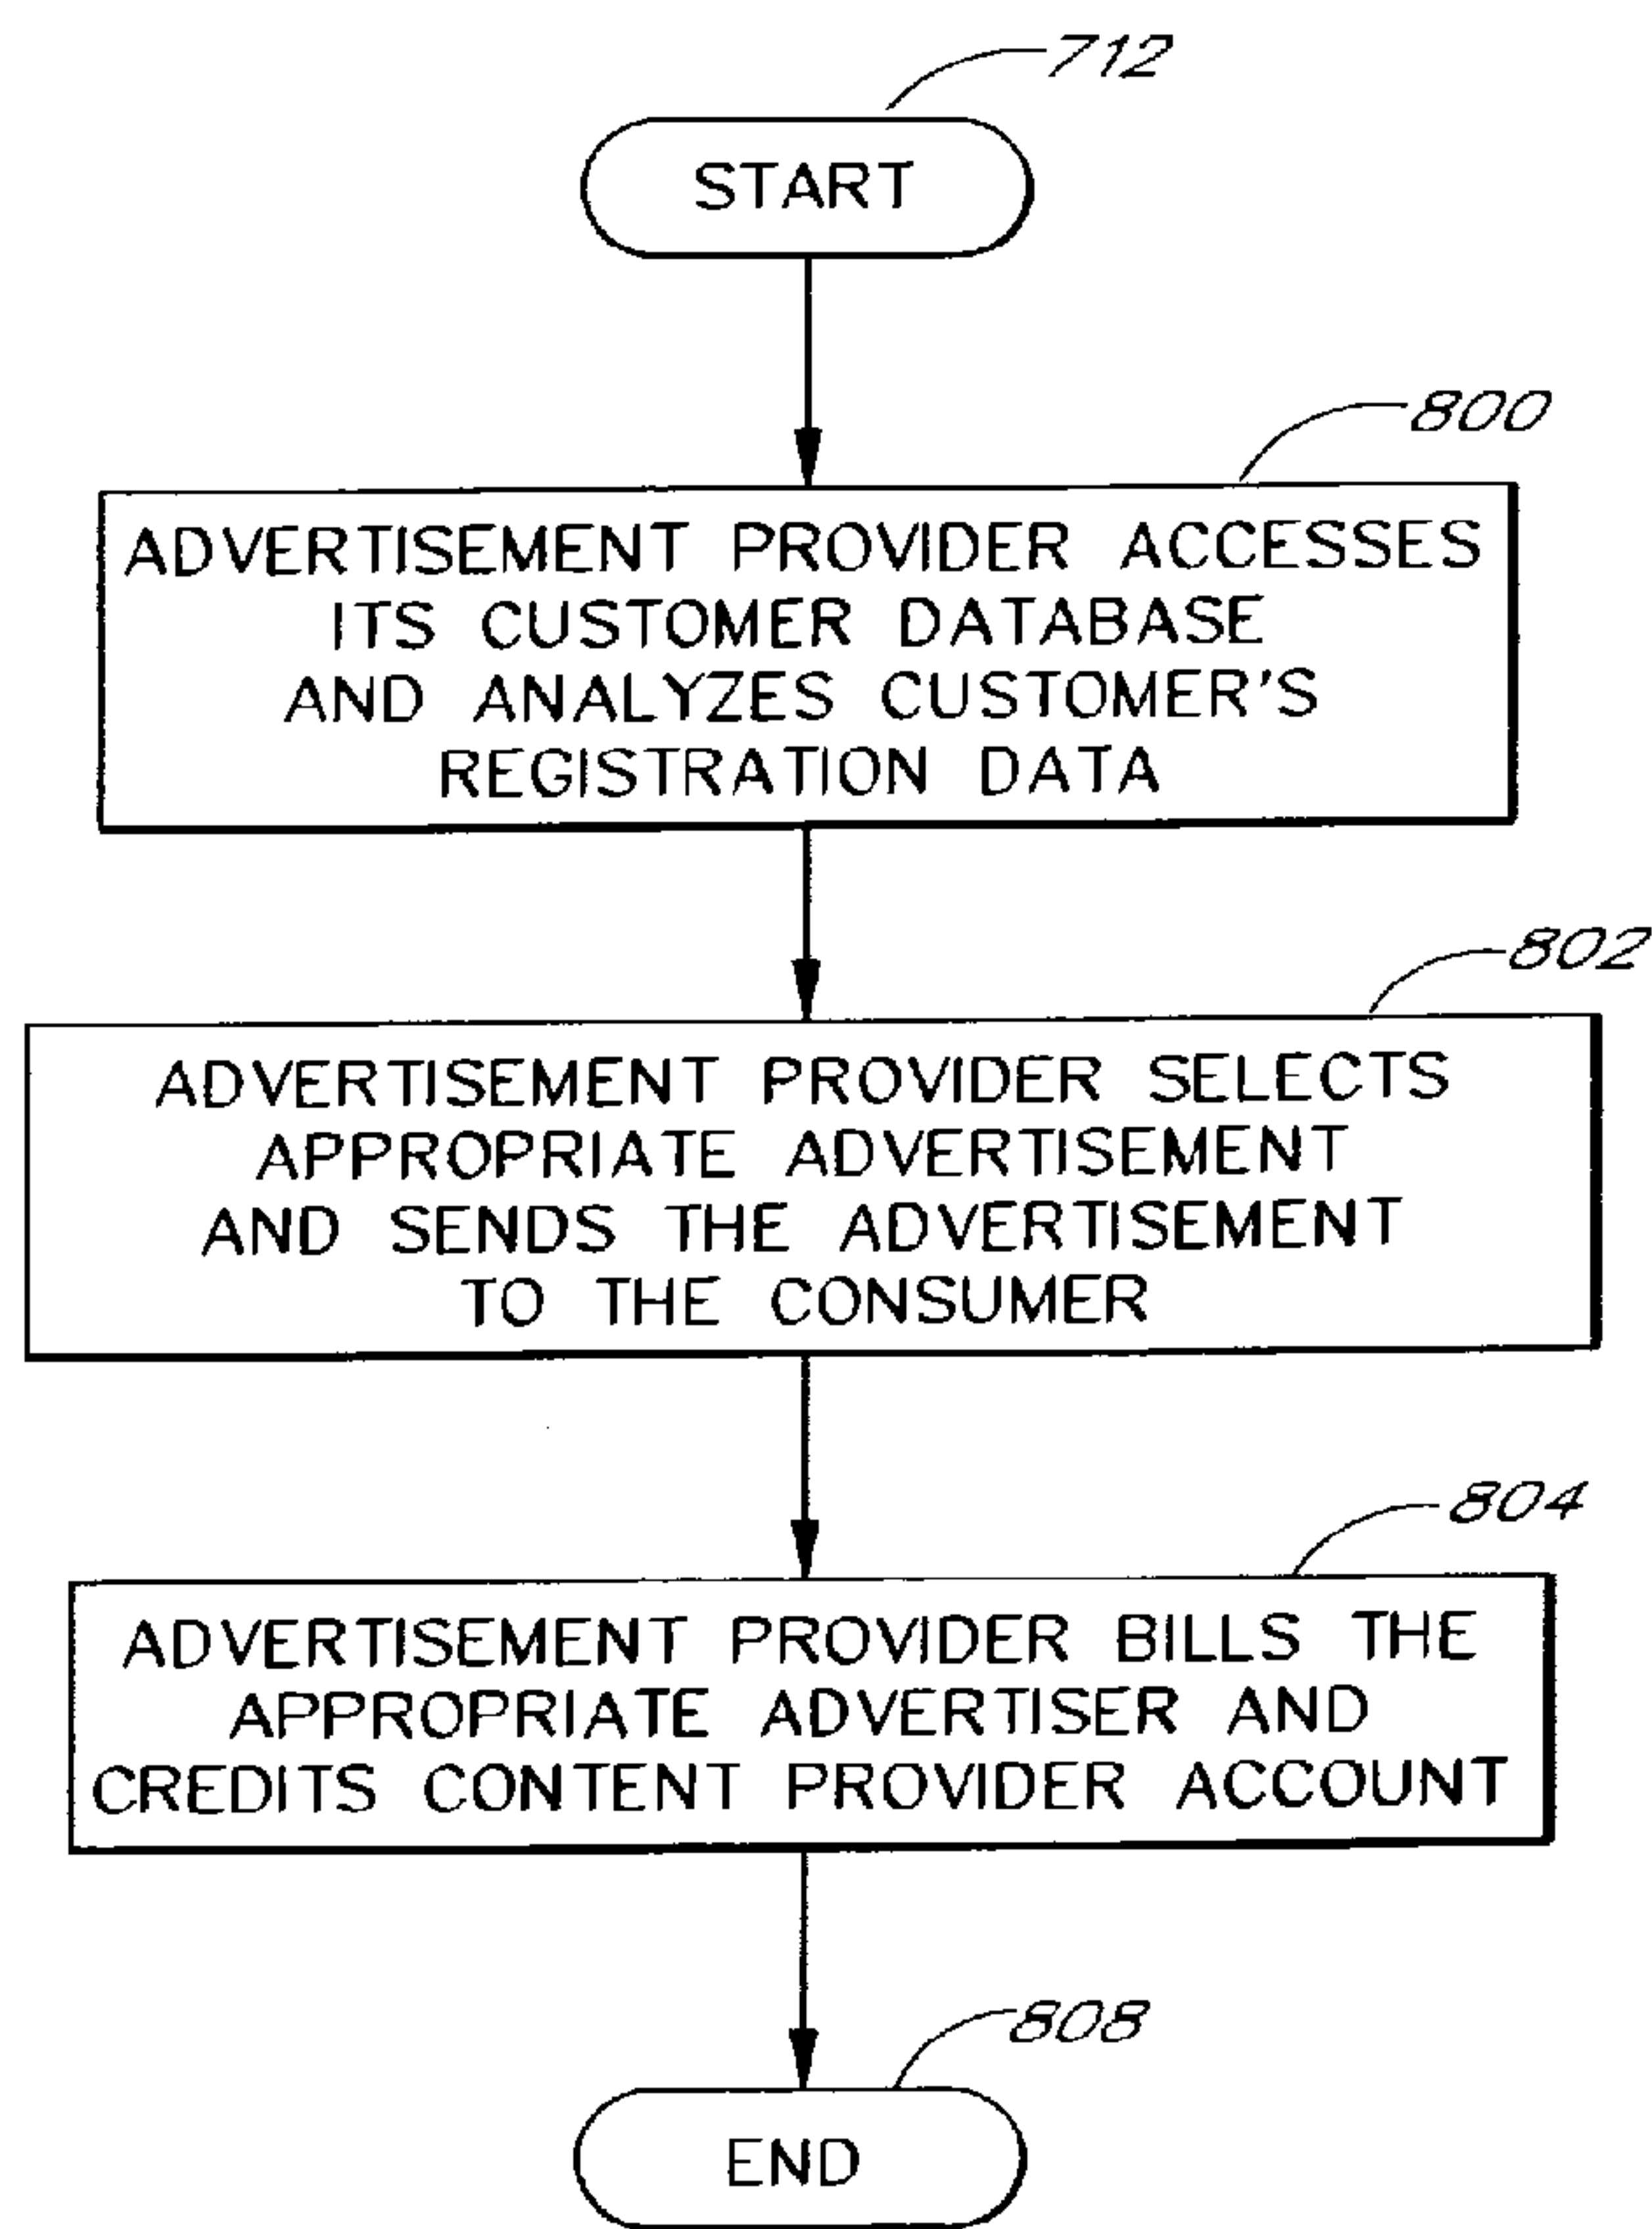 712
START
800
ADVERTISEMENT PROVIDER ACCESSES
ITS CUSTOMER DATABASE
AND ANALYZES CUSTOMER'S
REGISTRATION DATA
802
ADVERTISEMENT PROVIDER SELECTS
APPROPRIATE ADVERTISEMENT
AND SENDS THE ADVERTISEMENT
TO THE CONSUMER
804
ADVERTISEMENT PROVIDER BILLS THE
APPROPRIATE ADVERTISER AND
CREDITS CONTENT PROVIDER ACCOUNT
808
END